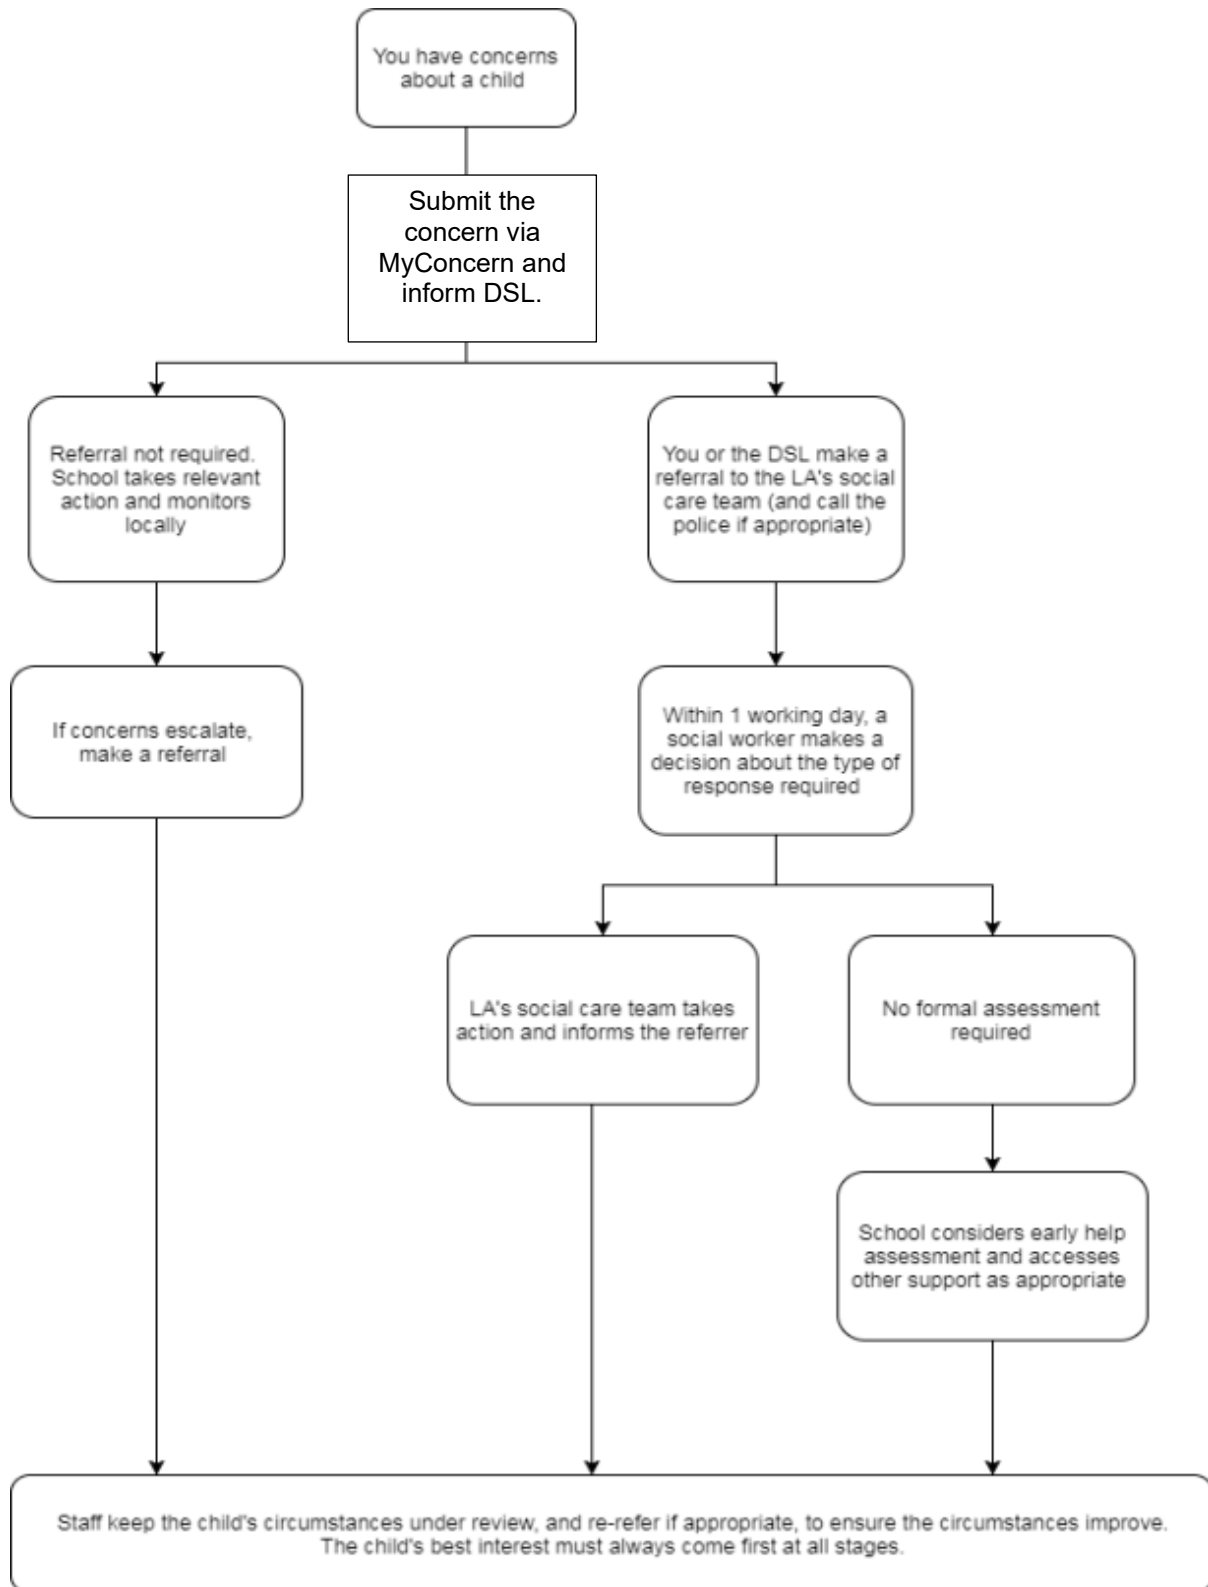 You have concerns
about a child
Submit the
concern via
MyConcern and
inform DSL.
Referral not required.
School takes relevant
action and monitors
locally
You or the DSL make a
referral to the LA's social
care team (and call the
police if appropriate)
If concerns escalate,
make a referral
Within 1 working day, a
social worker makes a
decision about the type of
response required
LA's social care team takes
action and informs the referrer
No formal assessment
required
School considers early help
assessment and accesses
other support as appropriate
Staff keep the child's circumstances under review, and re-refer if appropriate, to ensure the circumstances improve.
The child's best interest must always come first at all stages.